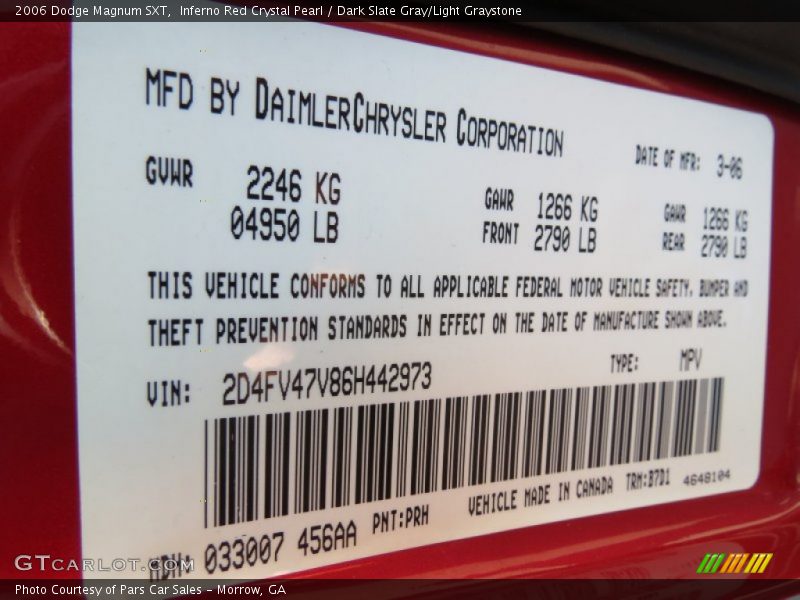 2006 Dodge Magnum SXT, Inferno Red Crystal Pearl / Dark Slate Gray/Light Graystone
MFD BY DAIMLERCHRYSLER CORPORATION
DATE OF MFR: 3-06
GVWR 2246 KG
04950 LB
GAWR FRONT 1266 KG
2790 LB
GAWR REAR 1266 KG
2790 LB
THIS VEHICLE CONFORMS TO ALL APPLICABLE FEDERAL MOTOR VEHICLE SAFETY, BUMPER AND
THEFT PREVENTION STANDARDS IN EFFECT ON THE DATE OF MANUFACTURE SHOWN ABOVE.
VIN: 2D4FV47V86H442973
TYPE: MPV
MDH: 033007 456AA PNT:PRH VEHICLE MADE IN CANADA TRM:B7D1 4648104
GTCARLOT.COM
Photo Courtesy of Pars Car Sales - Morrow, GA